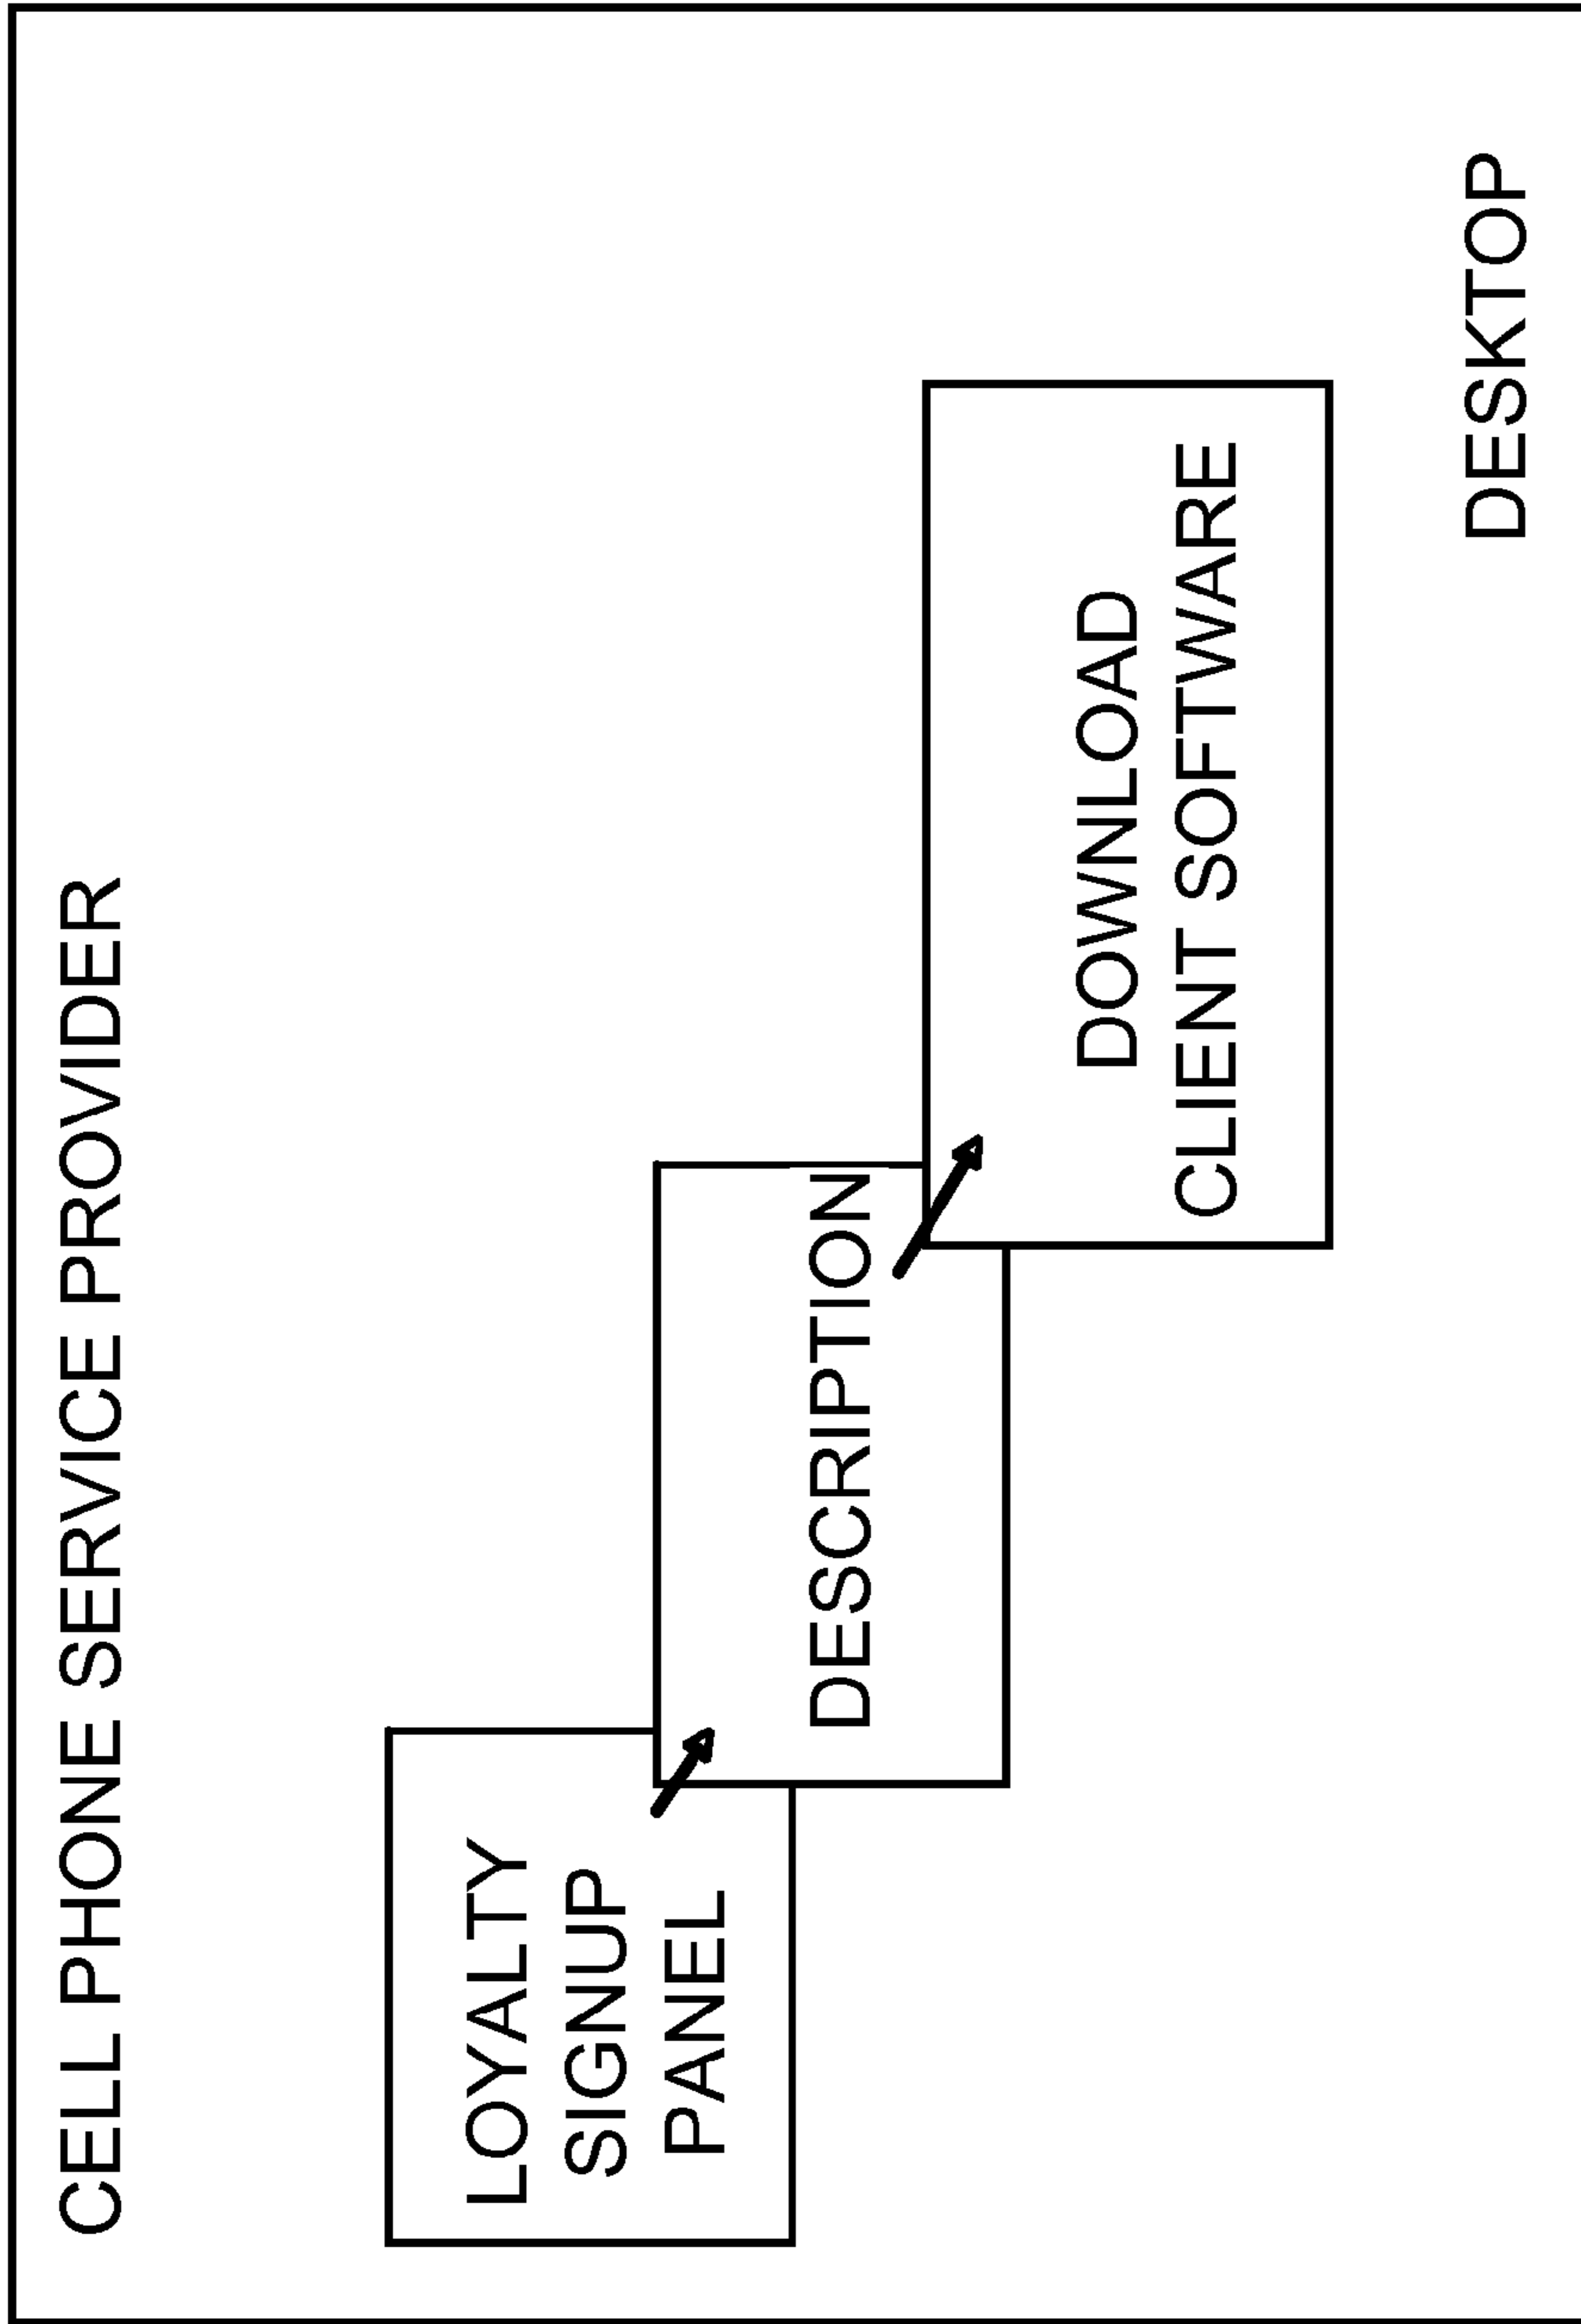 CELL PHONE SERVICE PROVIDER
LOYALTY
SIGNUP
PANEL
DESCRIPTION
DOWNLOAD
CLIENT SOFTWARE
DESKTOP